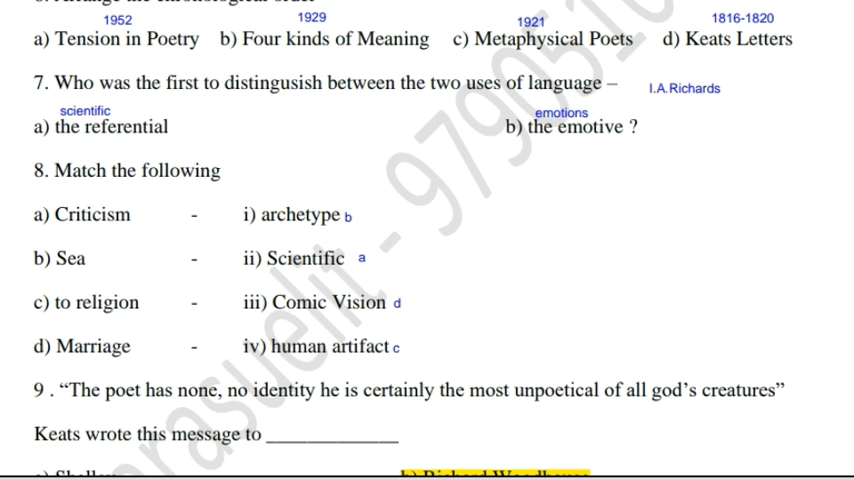 1952 1929 1921 1816-1820
a) Tension in Poetry b) Four kinds of Meaning c) Metaphysical Poets d) Keats Letters
7. Who was the first to distingusish between the two uses of language – I.A.Richards
scientific emotions
a) the referential b) the emotive ?
8. Match the following
a) Criticism - i) archetype b
b) Sea - ii) Scientific a
c) to religion - iii) Comic Vision d
d) Marriage - iv) human artifact c
9 . “The poet has none, no identity he is certainly the most unpoetical of all god’s creatures”
Keats wrote this message to ______________